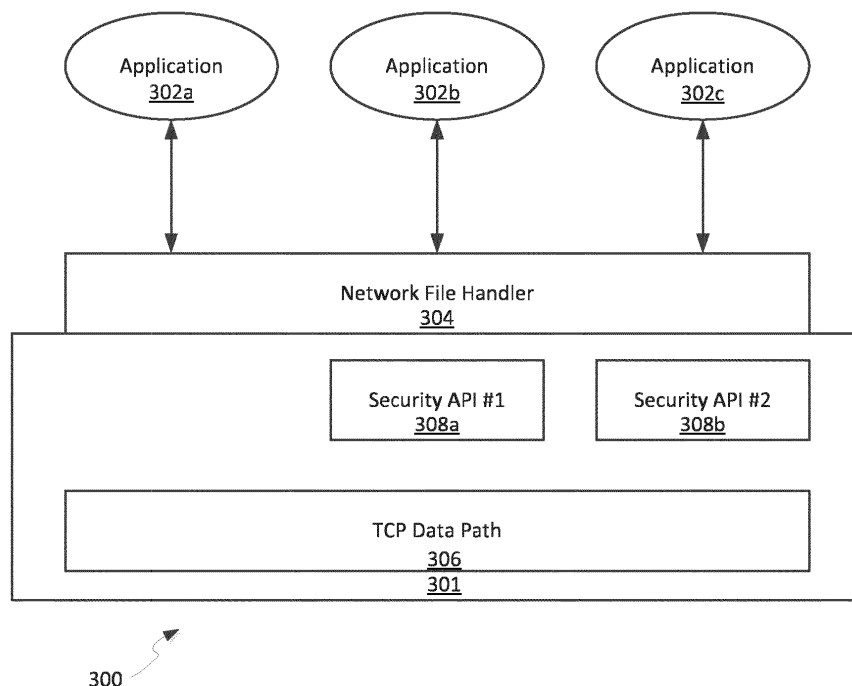 Application
302a
Application
302b
Application
302c
Network File Handler
304
Security API #1
308a
Security API #2
308b
TCP Data Path
306
301
300